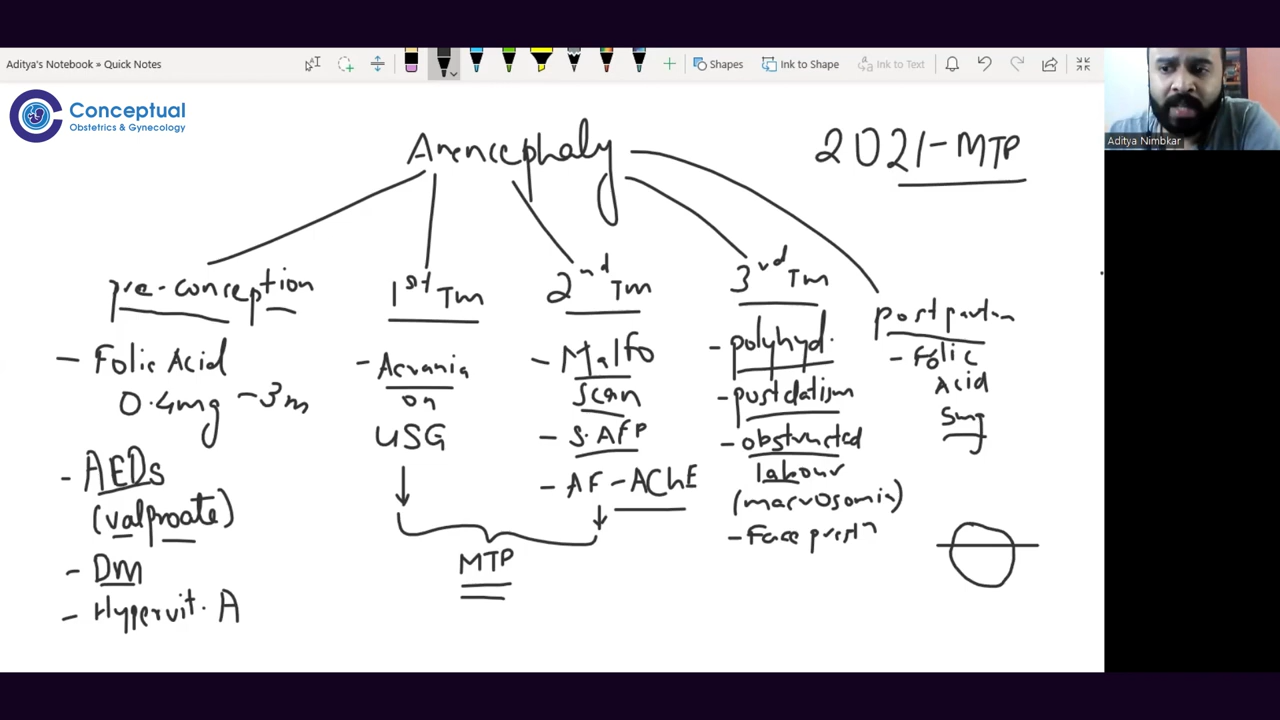 Aditya's Notebook » Quick Notes
Shapes
Ink to Shape
Ink to Text
Conceptual
Obstetrics & Gynecology
Aditya Nimbkar
Anencephaly
2021-MTP
pre-conception
- Folic Acid
0.4mg -3m
- AEDs
(valproate)
- Dm
- Hypervit. A
1st Tm
- Acrania
on
USG
2nd Tm
- Malfo
Scan
- S.AFP
- AF-AChE
MTP
3rd Tm
- polyhyd.
- postdatism
- obstructed
labour
(macrosomia)
- Face prestn
postpartum
- Folic
Acid
5mg